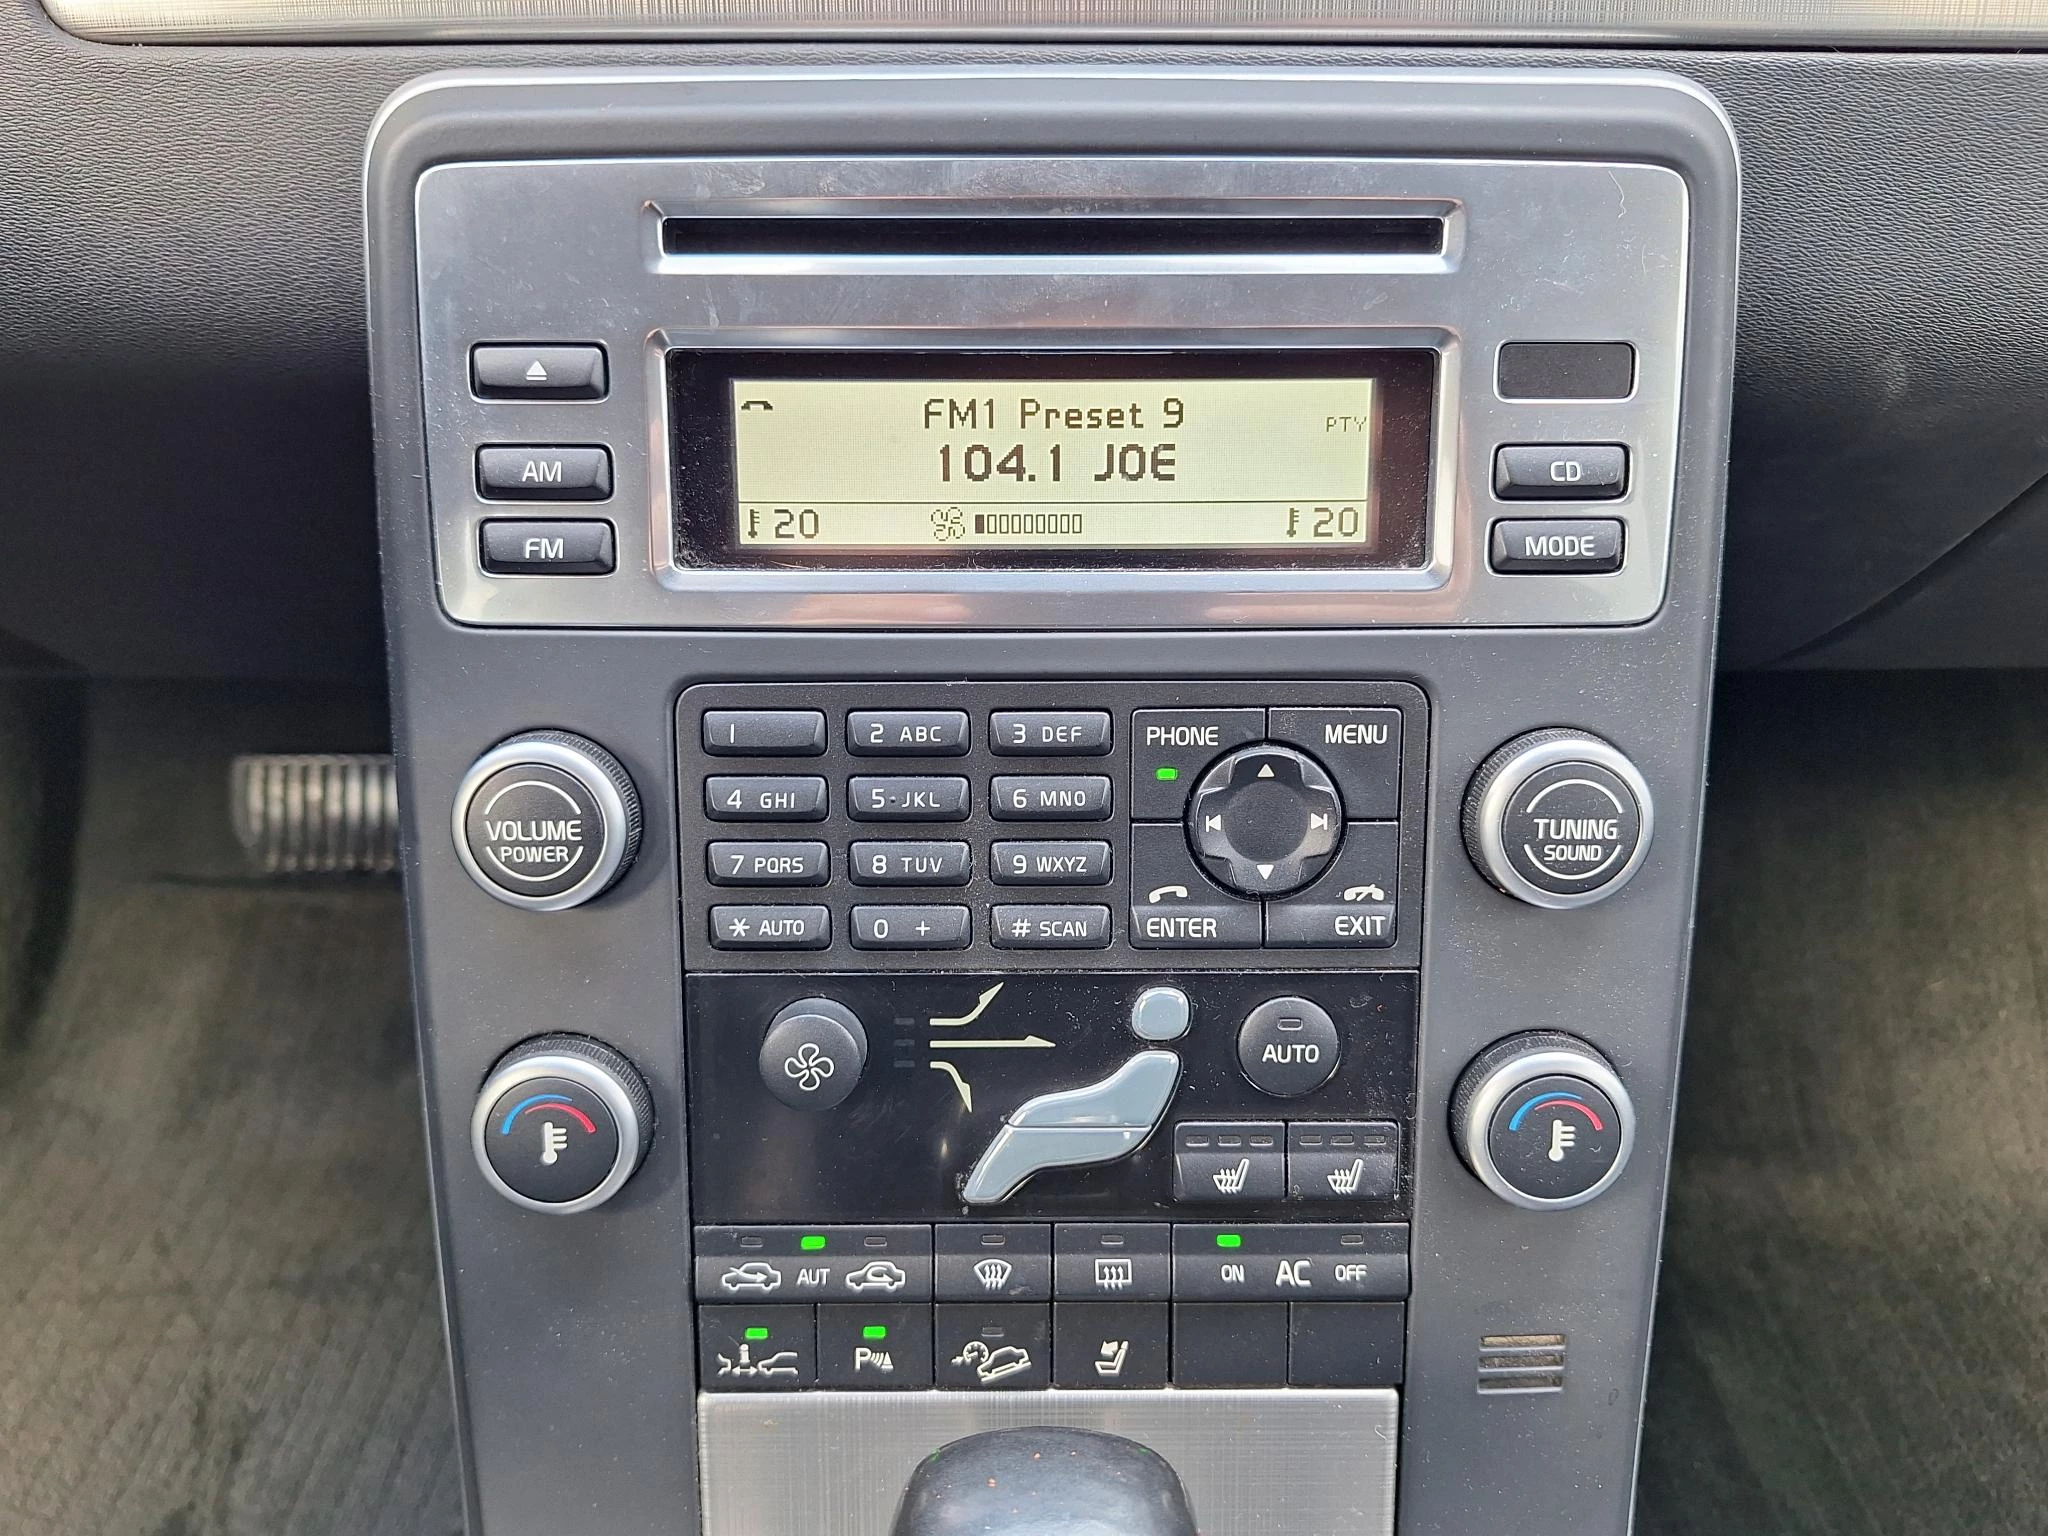 FM1 Preset 9
PTY
104.1 JOE
20
20
AM
FM
CD
MODE
1
2 ABC
3 DEF
PHONE
MENU
4 GHI
5·JKL
6 MNO
7 PQRS
8 TUV
9 WXYZ
* AUTO
0 +
# SCAN
ENTER
EXIT
VOLUME
POWER
TUNING
SOUND
AUTO
AUT
ON
AC
OFF
P